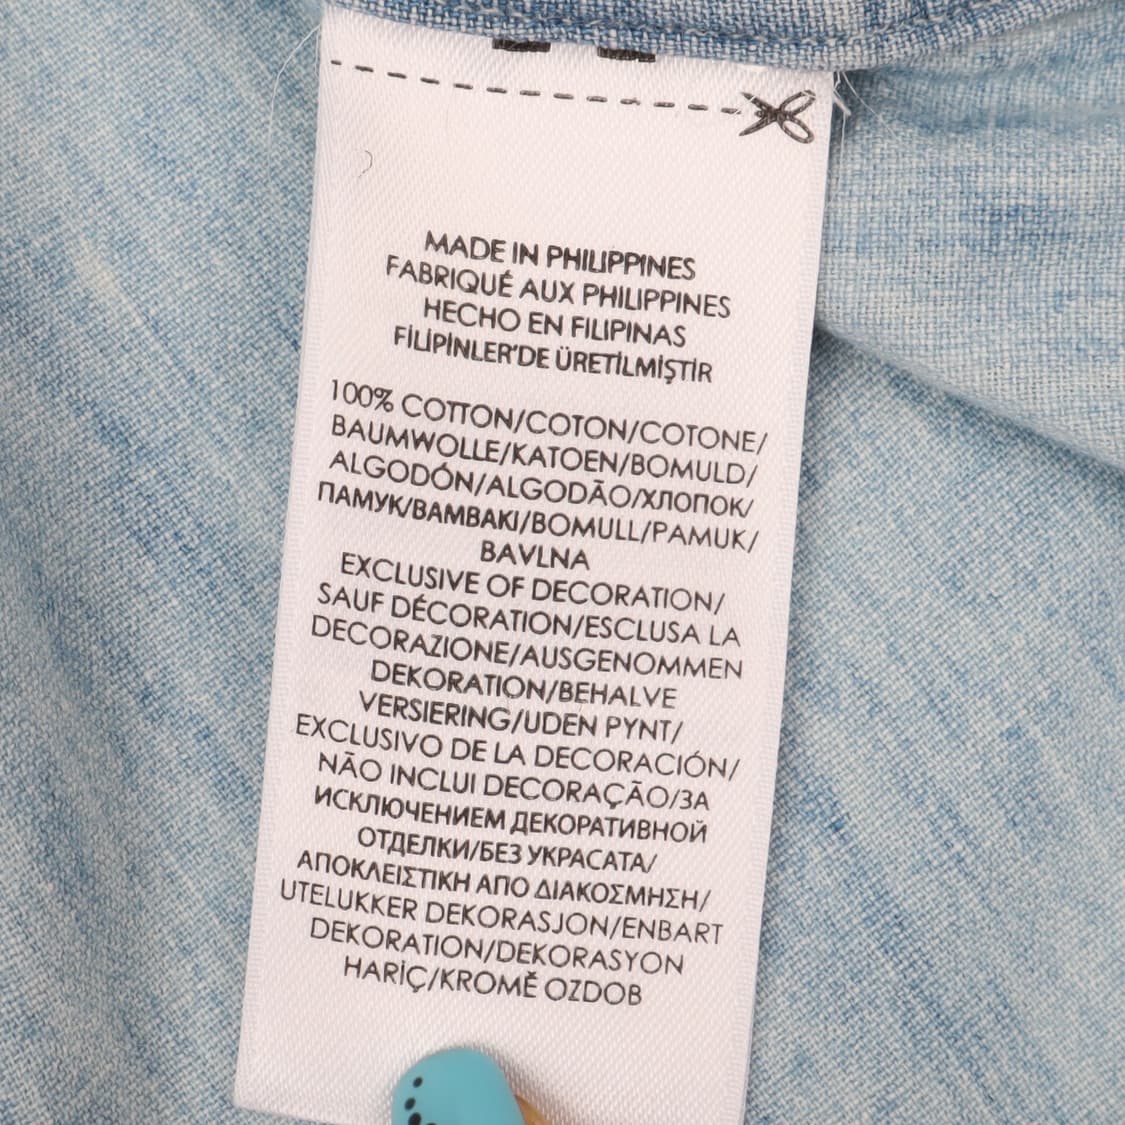 MADE IN PHILIPPINES
FABRIQUÉ AUX PHILIPPINES
HECHO EN FILIPINAS
FİLİPİNLER'DE ÜRETİLMİŞTİR
100% COTTON/COTON/COTONE/
BAUMWOLLE/KATOEN/BOMULD/
ALGODÓN/ALGODÃO/ХЛОПОК/
ПАМУК/ΒΑΜΒΑΚΙ/BOMULL/PAMUK/
BAVLNA
EXCLUSIVE OF DECORATION/
SAUF DÉCORATION/ESCLUSA LA
DECORAZIONE/AUSGENOMMEN
DEKORATION/BEHALVE
VERSIERING/UDEN PYNT/
EXCLUSIVO DE LA DECORACIÓN/
NÃO INCLUI DECORAÇÃO/ЗА
ИСКЛЮЧЕНИЕМ ДЕКОРАТИВНОЙ
ОТДЕЛКИ/БЕЗ УКРАСАТА/
ΑΠΟΚΛΕΙΣΤΙΚΗ ΑΠΟ ΔΙΑΚΟΣΜΗΣΗ/
UTELUKKER DEKORASJON/ENBART
DEKORATION/DEKORASYON
HARİÇ/KROMĚ OZDOB